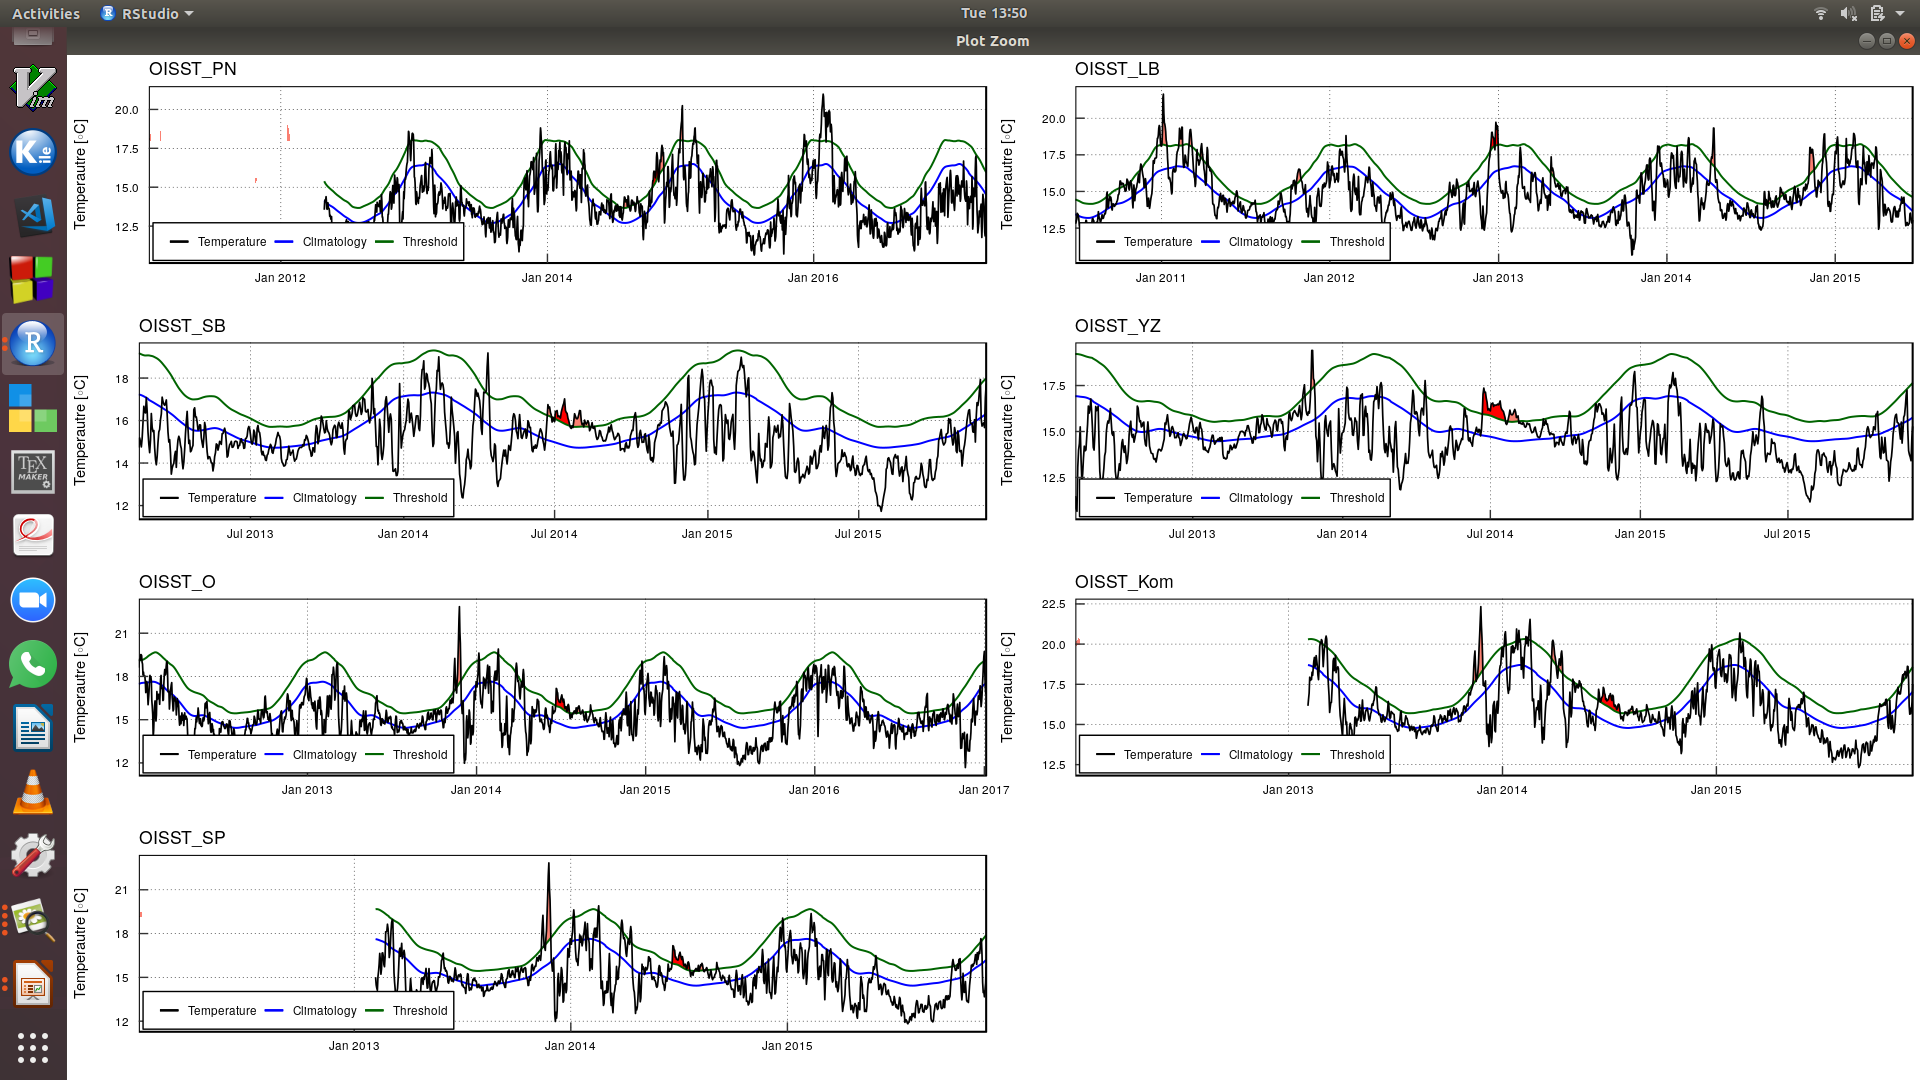 Activities RStudio Tue 13:50
Plot Zoom
OISST_PN
Temperautre [◦C]
20.0
17.5
15.0
12.5
Temperature Climatology Threshold
Jan 2012 Jan 2014 Jan 2016
OISST_LB
Temperautre [◦C]
20.0
17.5
15.0
12.5
Temperature Climatology Threshold
Jan 2011 Jan 2012 Jan 2013 Jan 2014 Jan 2015
OISST_SB
Temperautre [◦C]
18
16
14
12
Temperature Climatology Threshold
Jul 2013 Jan 2014 Jul 2014 Jan 2015 Jul 2015
OISST_YZ
Temperautre [◦C]
17.5
15.0
12.5
Temperature Climatology Threshold
Jul 2013 Jan 2014 Jul 2014 Jan 2015 Jul 2015
OISST_O
Temperautre [◦C]
21
18
15
12
Temperature Climatology Threshold
Jan 2013 Jan 2014 Jan 2015 Jan 2016 Jan 2017
OISST_Kom
Temperautre [◦C]
22.5
20.0
17.5
15.0
12.5
Temperature Climatology Threshold
Jan 2013 Jan 2014 Jan 2015
OISST_SP
Temperautre [◦C]
21
18
15
12
Temperature Climatology Threshold
Jan 2013 Jan 2014 Jan 2015
Vim
Kile
R
TEX
MAKER